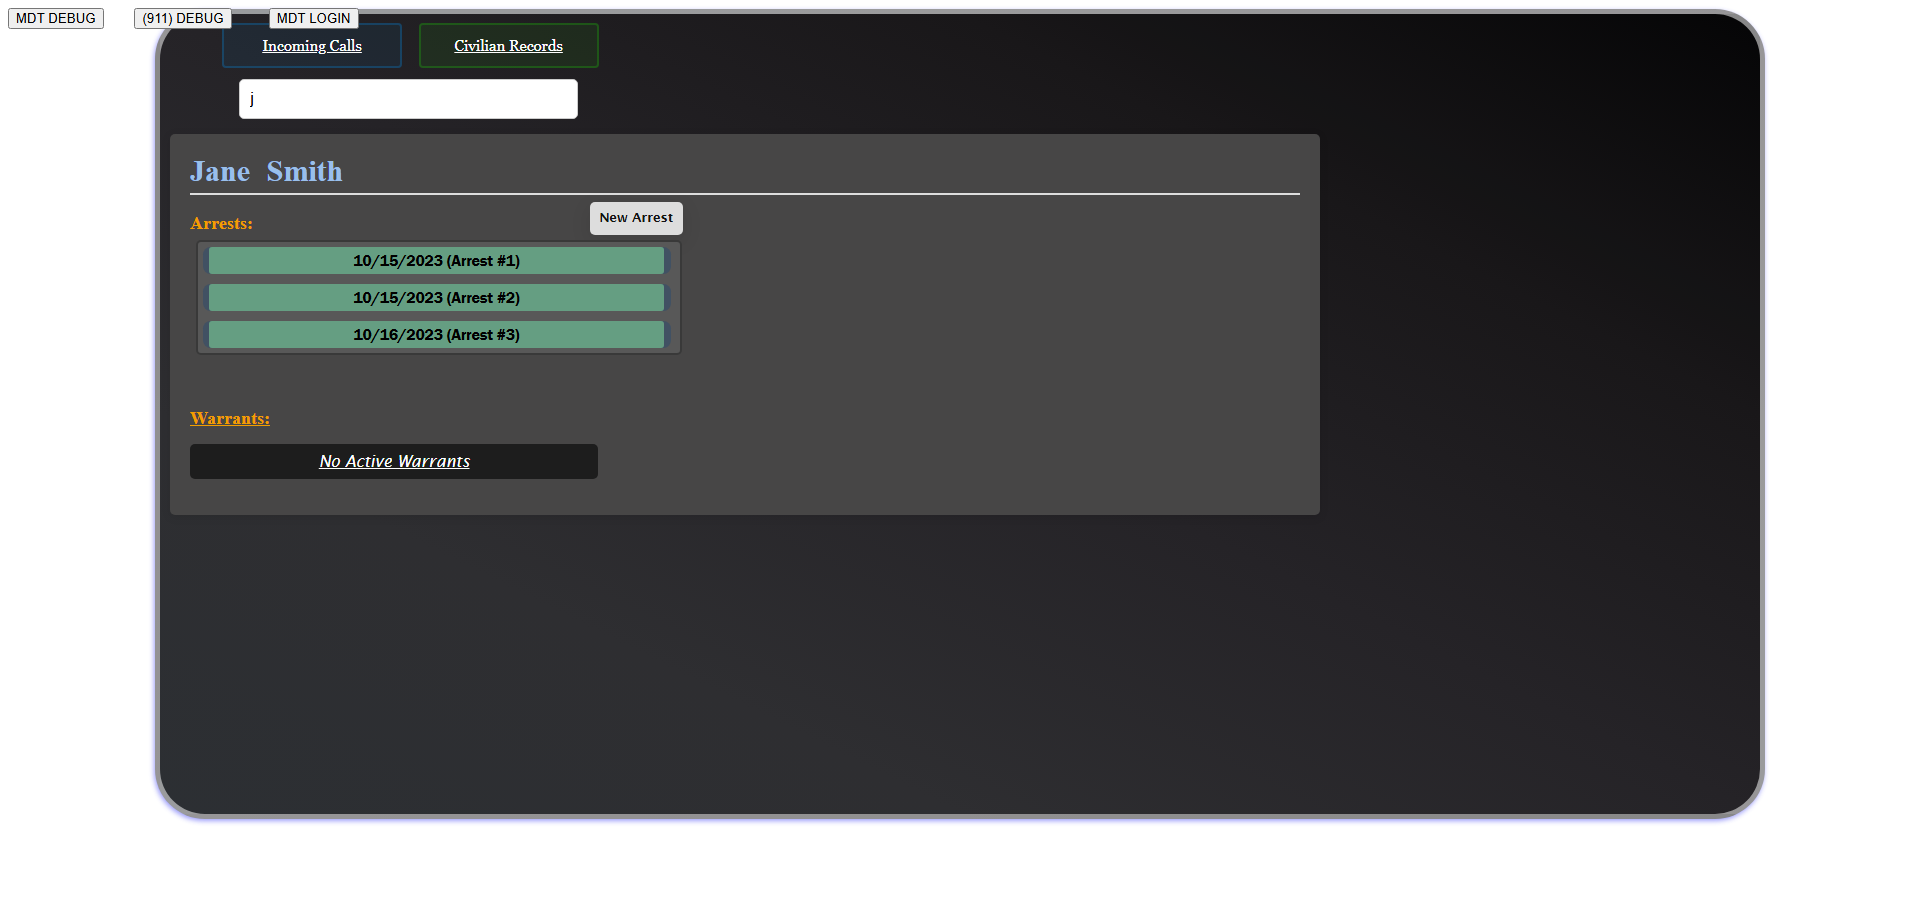 MDT DEBUG (911) DEBUG MDT LOGIN
Incoming Calls Civilian Records
j
Jane Smith
New Arrest
Arrests:
10/15/2023 (Arrest #1)
10/15/2023 (Arrest #2)
10/16/2023 (Arrest #3)
Warrants:
No Active Warrants